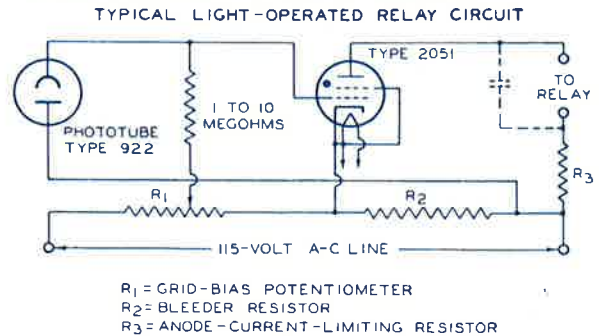 TYPICAL LIGHT-OPERATED RELAY CIRCUIT
TYPE 2051
TO
RELAY
1 TO 10
MEGOHMS
PHOTOTUBE
TYPE 922
R3
R1
R2
115-VOLT A-C LINE
R1 = GRID-BIAS POTENTIOMETER
R2 = BLEEDER RESISTOR
R3 = ANODE-CURRENT-LIMITING RESISTOR